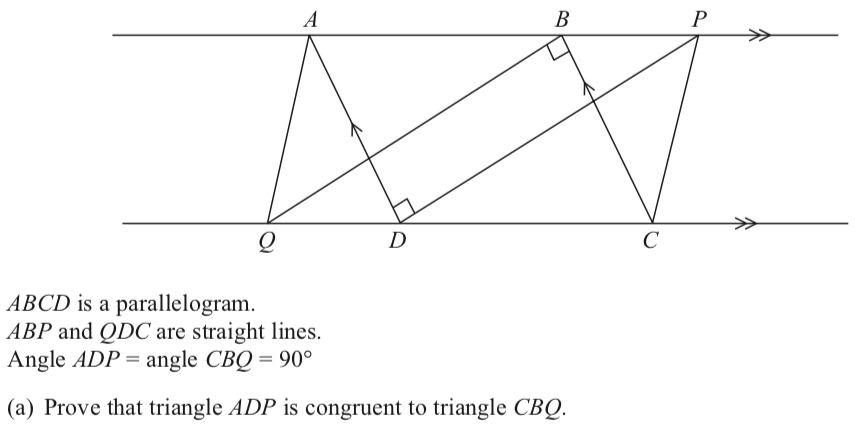 A B P
Q D C
ABCD is a parallelogram.
ABP and QDC are straight lines.
Angle ADP = angle CBQ = 90°
(a) Prove that triangle ADP is congruent to triangle CBQ.